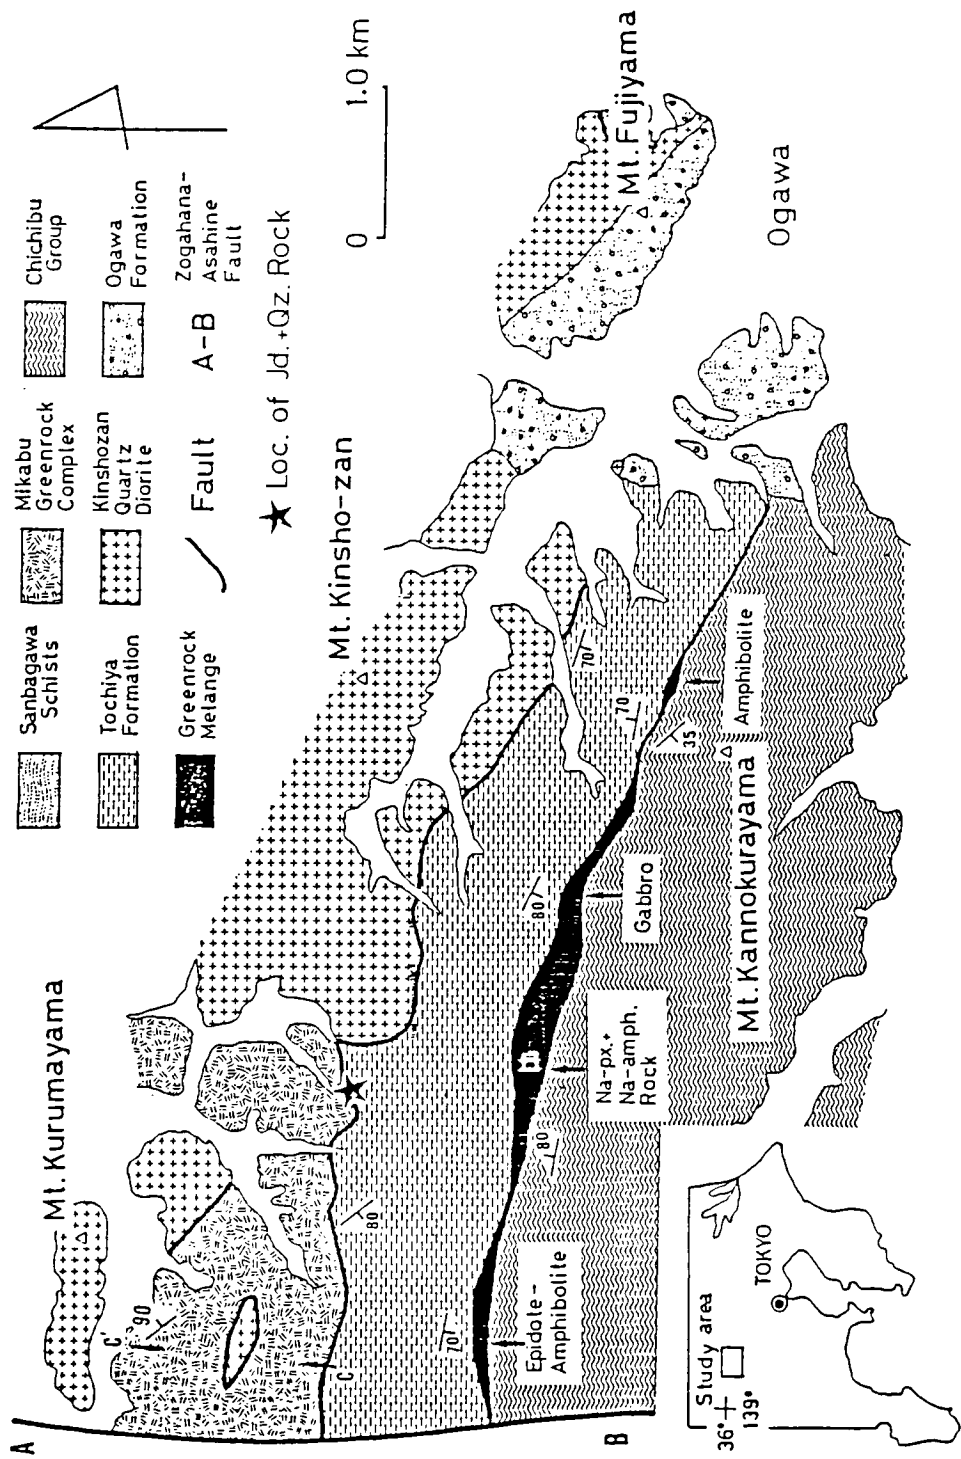 Sanbagawa
Schists
Mikabu
Greenrock
Complex
Chichibu
Group
Tochiya
Formation
Kinshozan
Quartz
Diorite
Ogawa
Formation
Greenrock
Melange
Fault
A-B
Zogahana-
Asahine
Fault
Loc. of Jd.+Qz. Rock
0
1.0 km
A
Mt. Kurumayama
Mt. Kinsho-zan
Mt. Fujiyama
Ogawa
C'
90
C
80
70
80
80
70
70
35
Epidote-
Amphibolite
Na-px.+
Na-amph.
Rock
Gabbro
Amphibolite
Mt. Kannokurayama
B
Study area
36°
139°
TOKYO